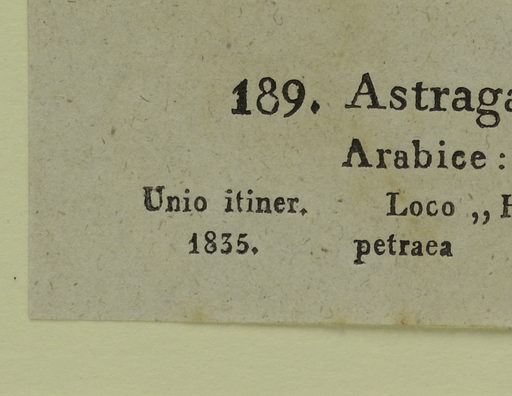 189. Astraga
Arabice :
Unio itiner. Loco „ H
1835. petraea